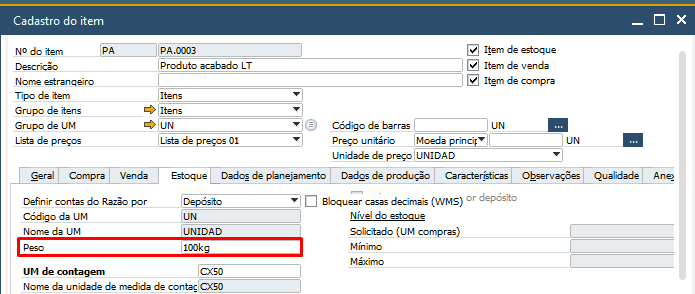 Cadastro do item
Nº do item PA PA.0003 Item de estoque
Descrição Produto acabado LT Item de venda
Nome estrangeiro Item de compra
Tipo de item Itens
Grupo de itens Itens
Grupo de UM UN Código de barras UN ...
Lista de preços Lista de preços 01 Preço unitário Moeda princip UN ...
Unidade de preço UNIDAD
Geral Compra Venda Estoque Dados de planejamento Dados de produção Características Observações Qualidade Anex
Definir contas do Razão por Depósito Bloquear casas decimais (WMS) or depósito
Código da UM UN Nível do estoque
Nome da UM UNIDAD Solicitado (UM compras)
Peso 100kg Mínimo
Máximo
UM de contagem CX50
Nome da unidade de medida de contag CX50